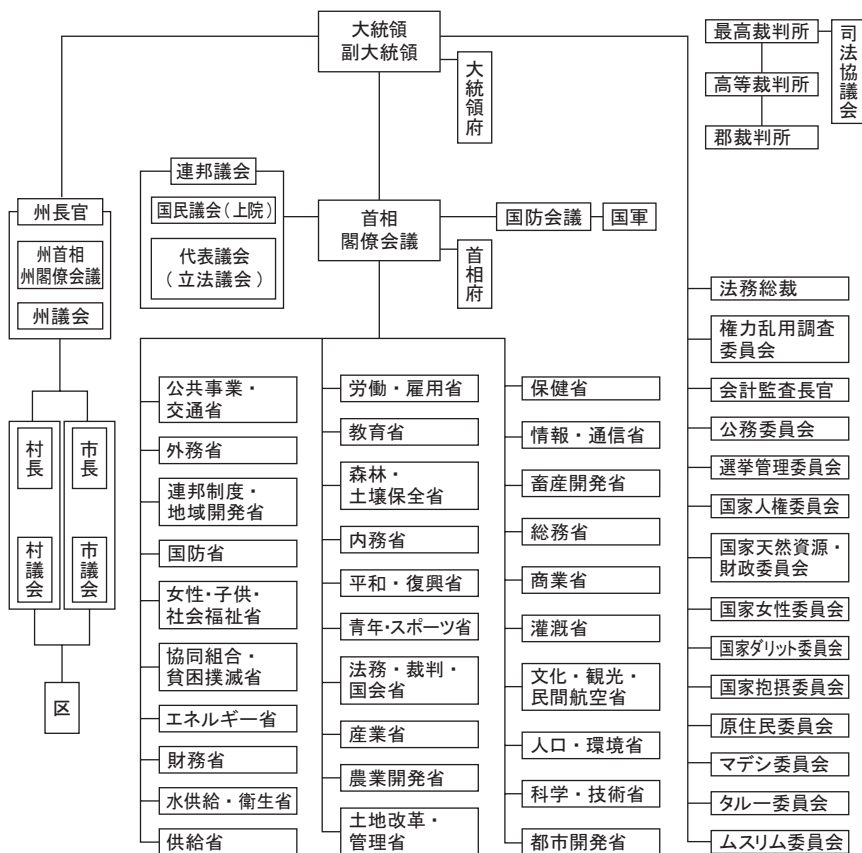 大統領
副大統領
大統領府
最高裁判所
高等裁判所
郡裁判所
司法協議会
連邦議会
国民議会(上院)
代表議会
(立法議会)
首相
閣僚会議
首相府
国防会議
国軍
州長官
州首相
州閣僚会議
州議会
村長
市長
村議会
市議会
区
公共事業・
交通省
外務省
連邦制度・
地域開発省
国防省
女性・子供・
社会福祉省
協同組合・
貧困撲滅省
エネルギー省
財務省
水供給・衛生省
供給省
労働・雇用省
教育省
森林・
土壌保全省
内務省
平和・復興省
青年・スポーツ省
法務・裁判・
国会省
産業省
農業開発省
土地改革・
管理省
保健省
情報・通信省
畜産開発省
総務省
商業省
灌漑省
文化・観光・
民間航空省
人口・環境省
科学・技術省
都市開発省
法務総裁
権力乱用調査
委員会
会計監査長官
公務委員会
選挙管理委員会
国家人権委員会
国家天然資源・
財政委員会
国家女性委員会
国家ダリット委員会
国家抱摂委員会
原住民委員会
マデシ委員会
タルー委員会
ムスリム委員会